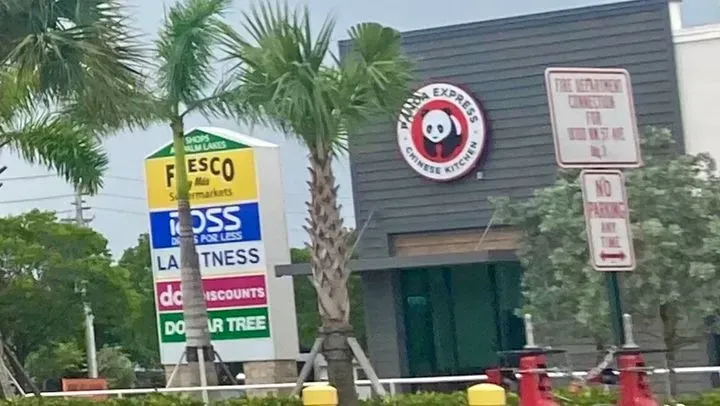 SHOPS
PALM LAKES
FRESCO
y Más
Supermarkets
ROSS
DRESS FOR LESS
LA FITNESS
dd's DISCOUNTS
DOLLAR TREE
PANDA EXPRESS
CHINESE KITCHEN
FIRE DEPARTMENT
CONNECTION
FOR
NO
PARKING
ANY
TIME